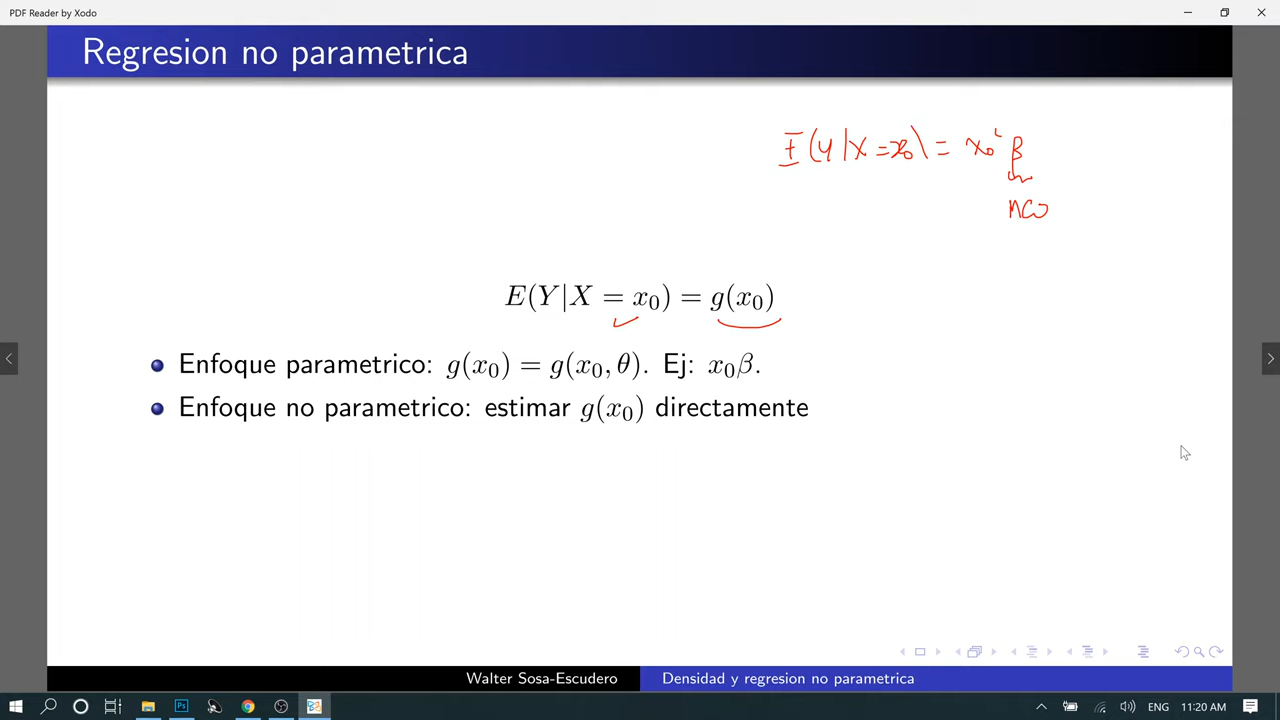 PDF Reader by Xodo
Regresion no parametrica
E(Y|X=x₀) = x₀' β
MCO
E(Y|X = x₀) = g(x₀)
Enfoque parametrico: g(x₀) = g(x₀, θ). Ej: x₀β.
Enfoque no parametrico: estimar g(x₀) directamente
Walter Sosa-Escudero
Densidad y regresion no parametrica
ENG
11:20 AM